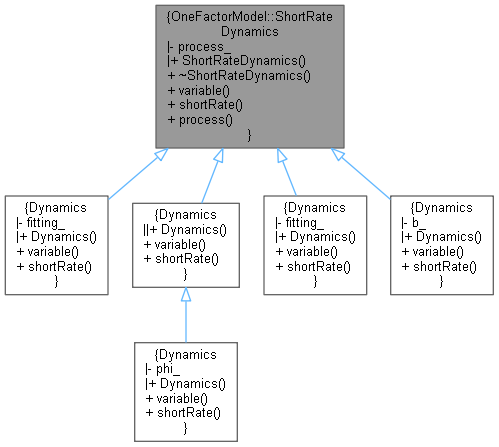 {OneFactorModel::ShortRate
Dynamics
|- process_
|+ ShortRateDynamics()
+ ~ShortRateDynamics()
+ variable()
+ shortRate()
+ process()
}
{Dynamics
|- fitting_
|+ Dynamics()
+ variable()
+ shortRate()
}
{Dynamics
||+ Dynamics()
+ variable()
+ shortRate()
}
{Dynamics
|- fitting_
|+ Dynamics()
+ variable()
+ shortRate()
}
{Dynamics
|- b_
|+ Dynamics()
+ variable()
+ shortRate()
}
{Dynamics
|- phi_
|+ Dynamics()
+ variable()
+ shortRate()
}